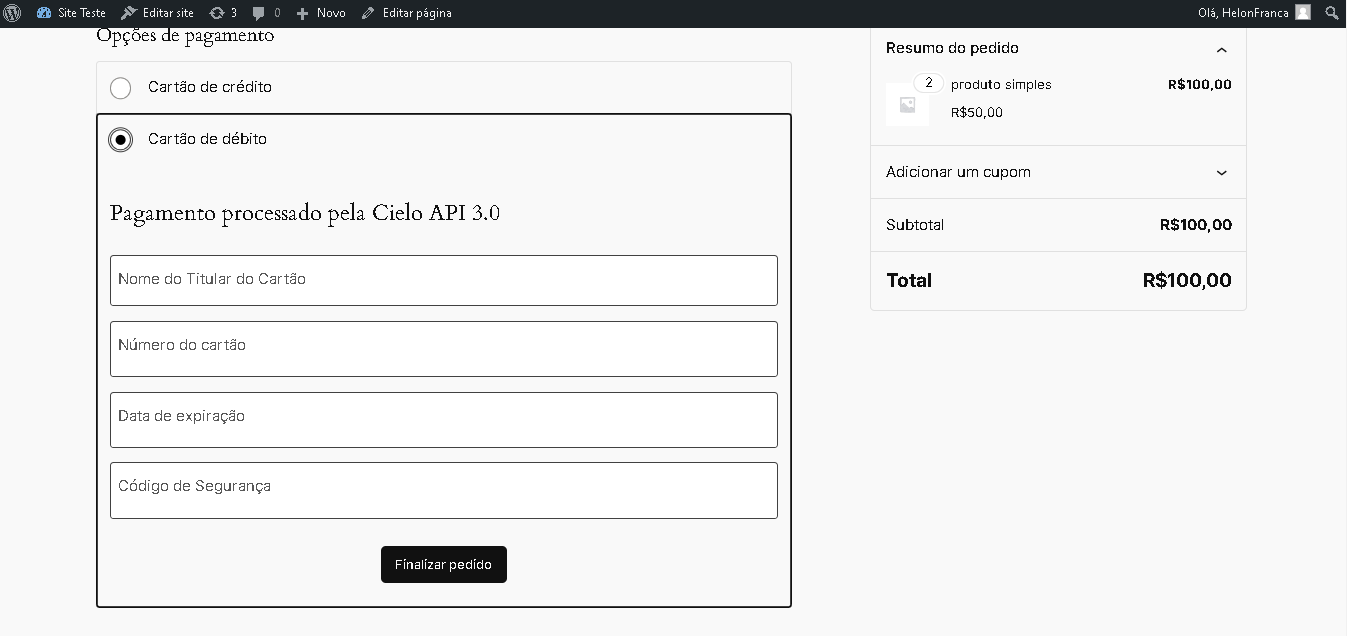 Site Teste Editar site 3 0 Novo Editar página Olá, HelonFranca
Opções de pagamento
Cartão de crédito
Cartão de débito
Pagamento processado pela Cielo API 3.0
Nome do Titular do Cartão
Número do cartão
Data de expiração
Código de Segurança
Finalizar pedido
Resumo do pedido
2 produto simples R$100,00
R$50,00
Adicionar um cupom
Subtotal R$100,00
Total R$100,00